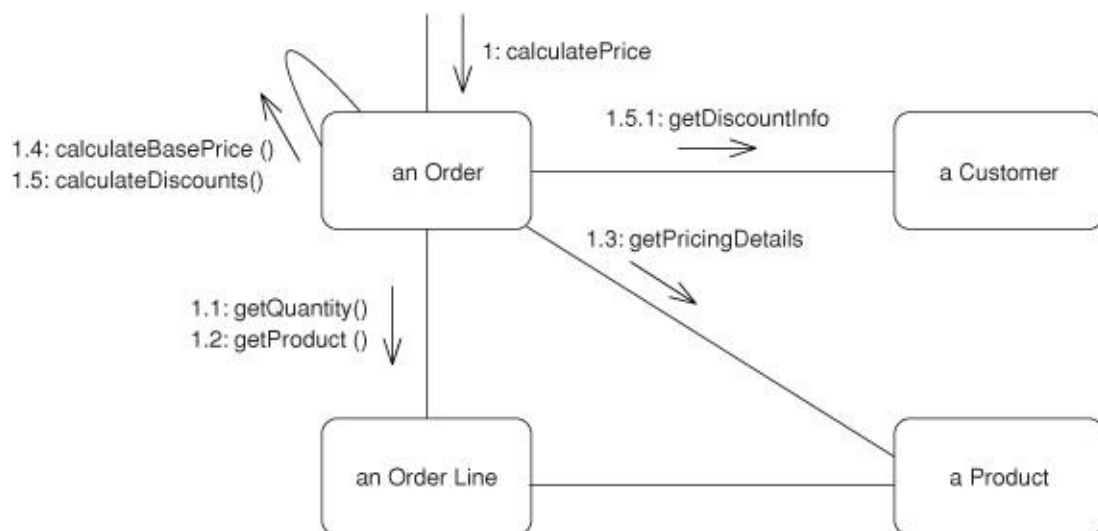 1: calculatePrice
1.5.1: getDiscountInfo
1.4: calculateBasePrice ()
1.5: calculateDiscounts()
an Order
a Customer
1.3: getPricingDetails
1.1: getQuantity()
1.2: getProduct ()
an Order Line
a Product